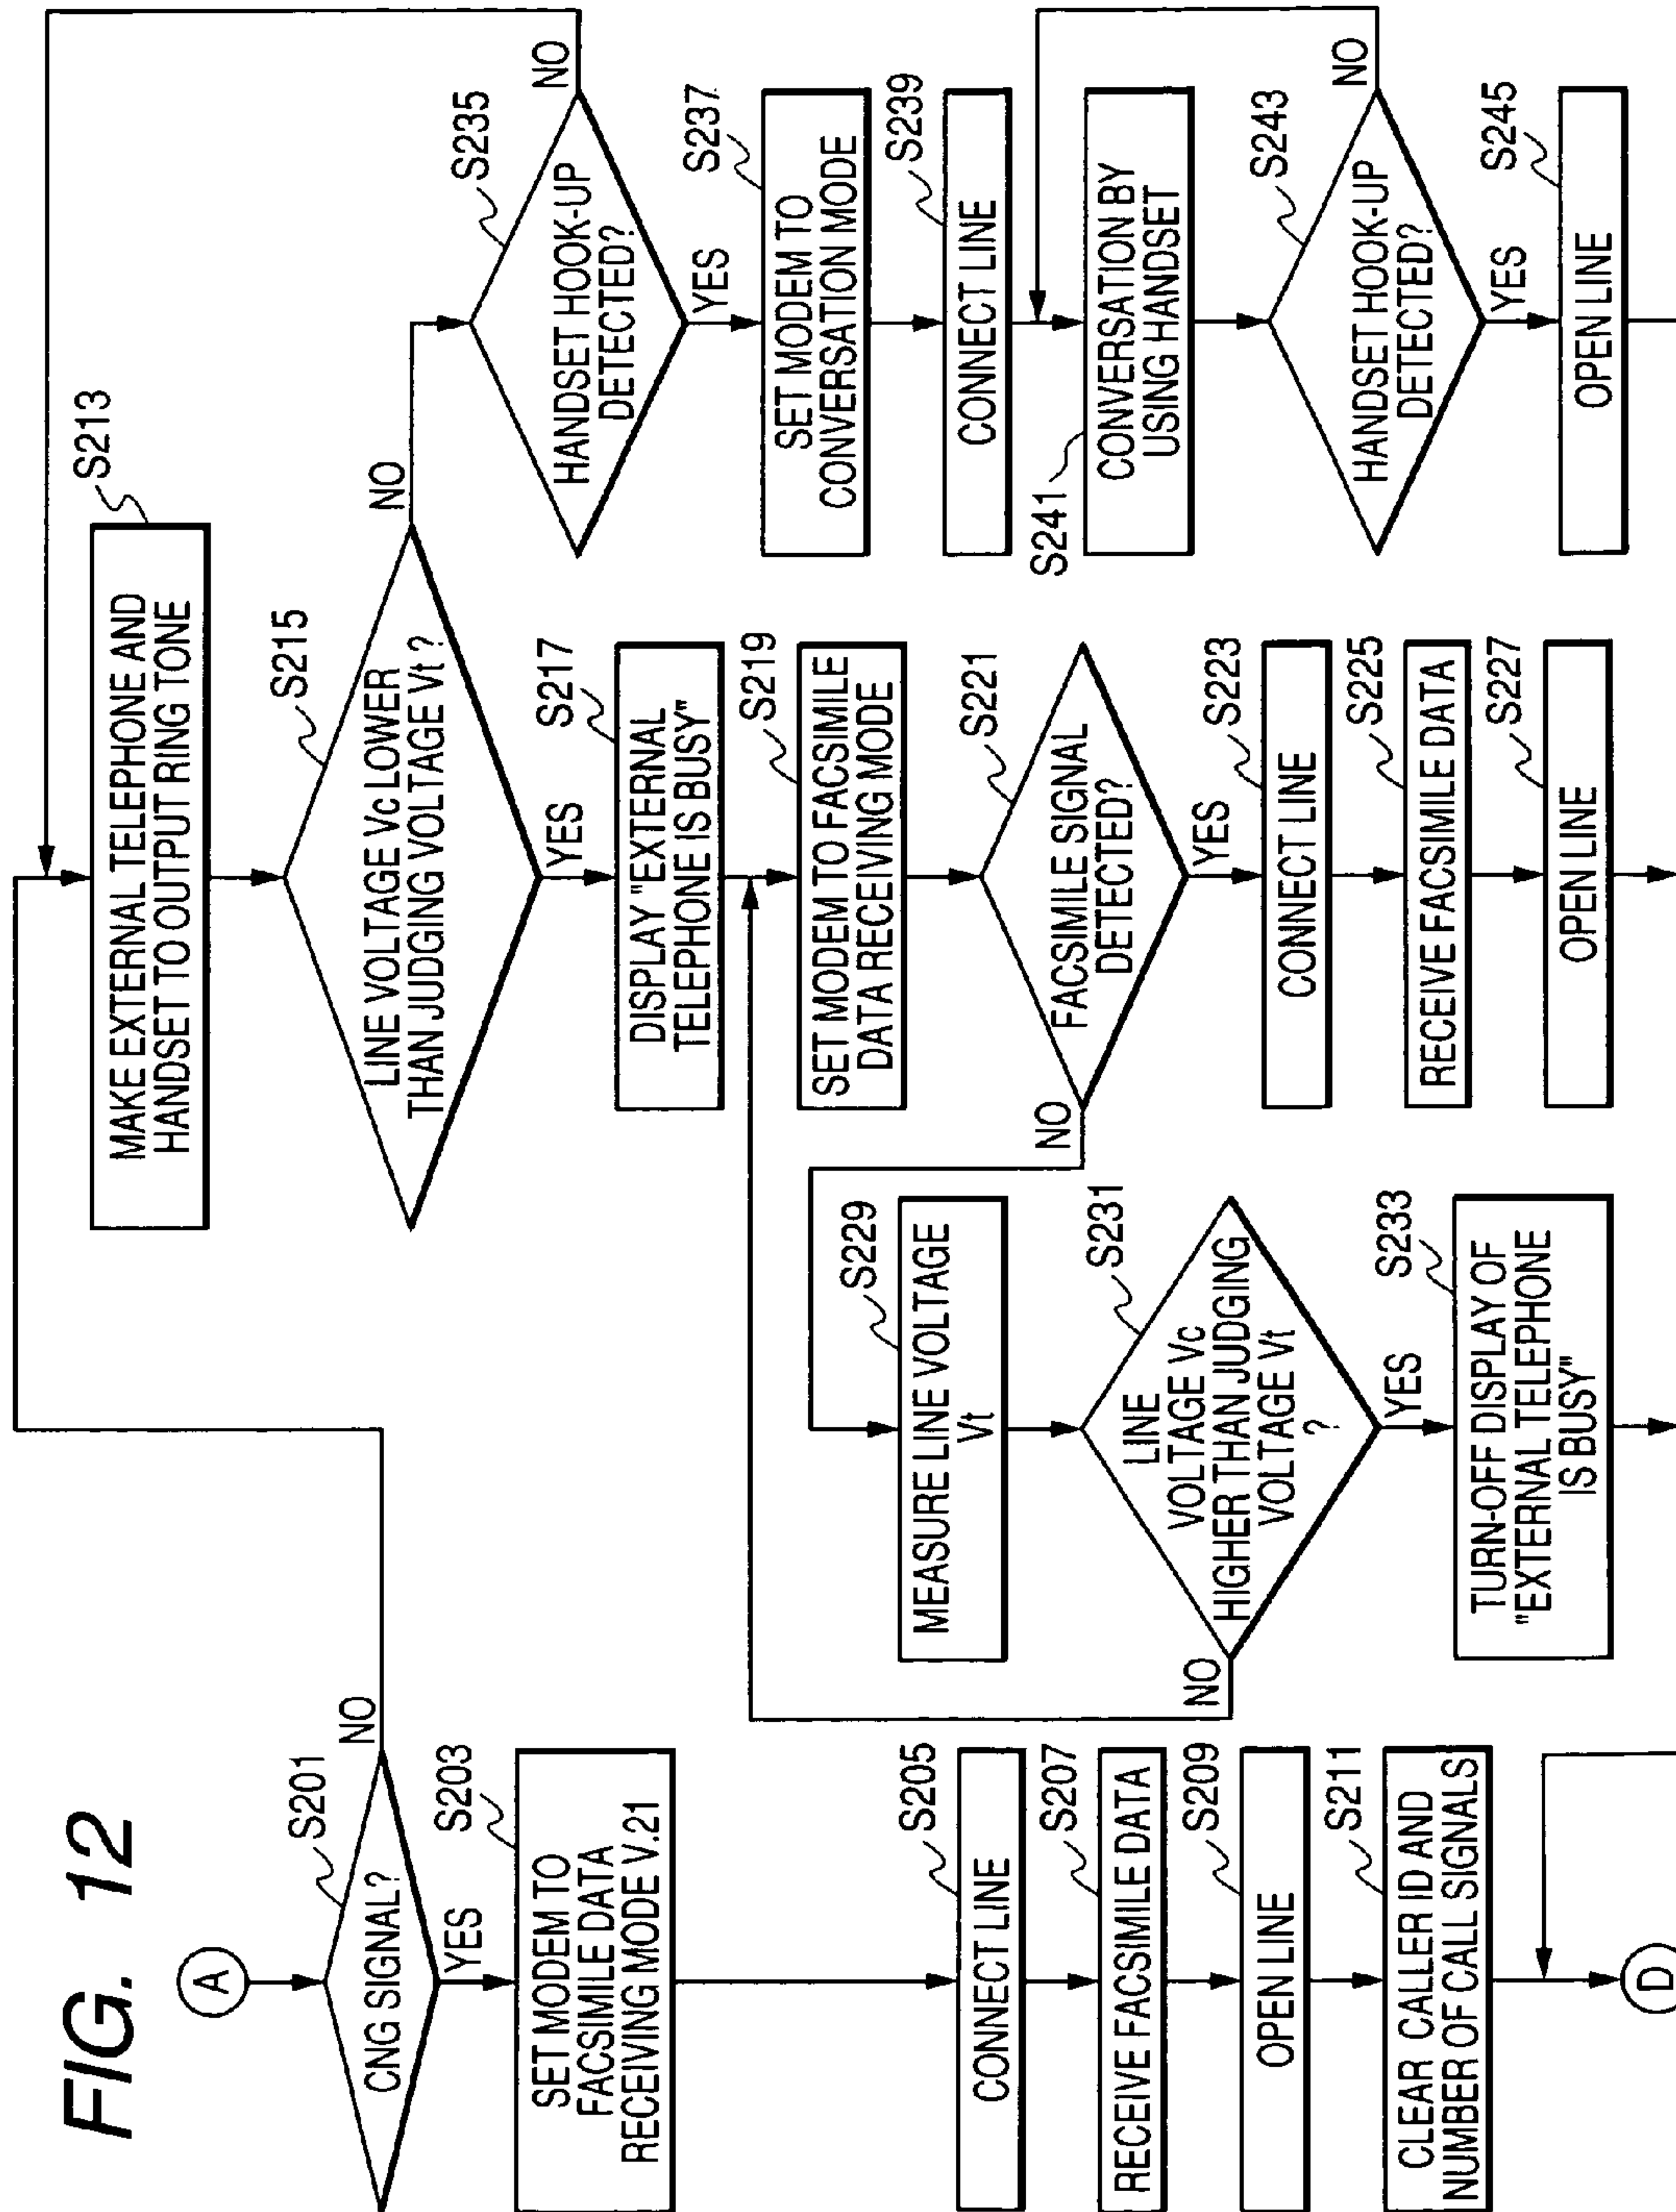 FIG. 12
A
CNG SIGNAL?
S201
NO
YES
S203
SET MODEM TO
FACSIMILE DATA
RECEIVING MODE V.21
S205
CONNECT LINE
S207
RECEIVE FACSIMILE DATA
S209
OPEN LINE
S211
CLEAR CALLER ID AND
NUMBER OF CALL SIGNALS
D
S213
MAKE EXTERNAL TELEPHONE AND
HANDSET TO OUTPUT RING TONE
S215
LINE VOLTAGE Vc LOWER
THAN JUDGING VOLTAGE Vt ?
NO
YES
S217
DISPLAY "EXTERNAL
TELEPHONE IS BUSY"
S219
SET MODEM TO FACSIMILE
DATA RECEIVING MODE
S221
FACSIMILE SIGNAL
DETECTED?
NO
YES
S223
CONNECT LINE
S225
RECEIVE FACSIMILE DATA
S227
OPEN LINE
S229
MEASURE LINE VOLTAGE
Vt
S231
LINE
VOLTAGE Vc
HIGHER THAN JUDGING
VOLTAGE Vt
?
NO
YES
S233
TURN-OFF DISPLAY OF
"EXTERNAL TELEPHONE
IS BUSY"
S235
HANDSET HOOK-UP
DETECTED?
NO
YES
S237
SET MODEM TO
CONVERSATION MODE
S239
CONNECT LINE
S241
CONVERSATION BY
USING HANDSET
S243
HANDSET HOOK-UP
DETECTED?
NO
YES
S245
OPEN LINE